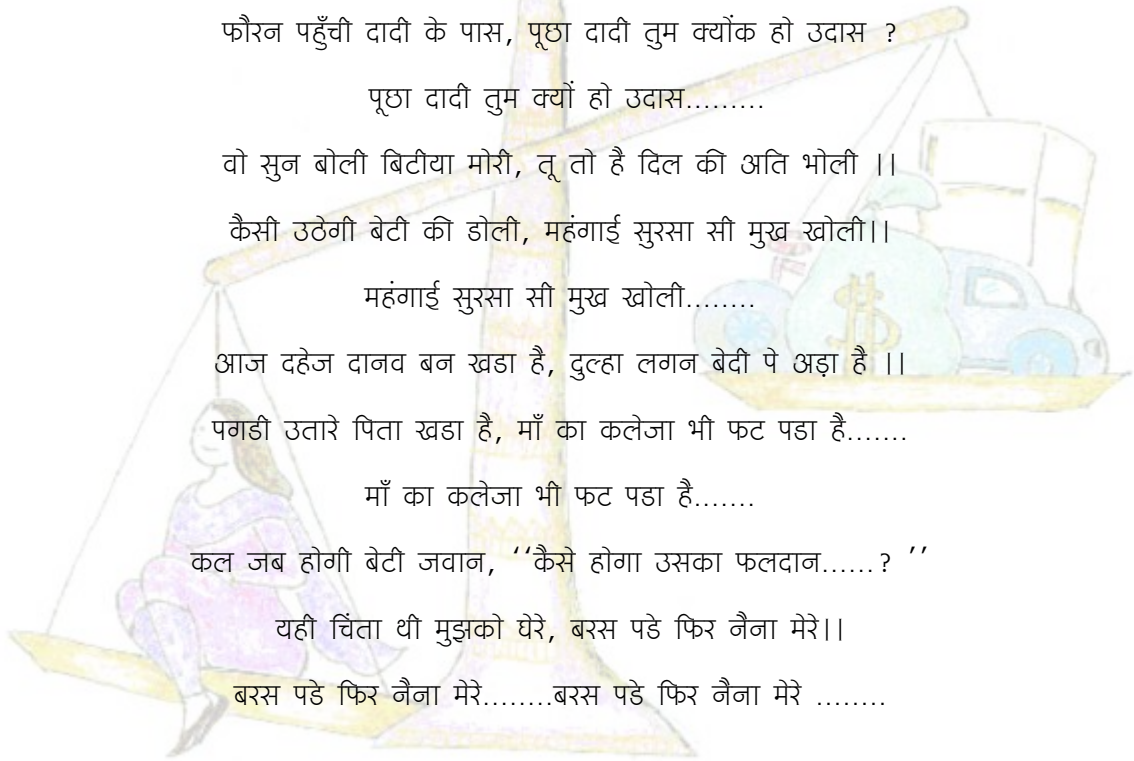 फौरन पहुँची दादी के पास, पूछा दादी तुम क्योंक हो उदास ?
पूछा दादी तुम क्यों हो उदास.........
वो सुन बोली बिटीया मोरी, तू तो है दिल की अति भोली ।।
कैसी उठेगी बेटी की डोली, महंगाई सुरसा सी मुख खोली।।
महंगाई सुरसा सी मुख खोली........
आज दहेज दानव बन खडा है, दुल्हा लगन बेदी पे अड़ा है ।।
पगडी उतारे पिता खडा है, माँ का कलेजा भी फट पडा है.......
माँ का कलेजा भी फट पडा है.......
कल जब होगी बेटी जवान, ‘‘कैसे होगा उसका फलदान......? ’’
यही चिंता थी मुझको घेरे, बरस पडे फिर नैना मेरे।।
बरस पडे फिर नैना मेरे........बरस पडे फिर नैना मेरे ........